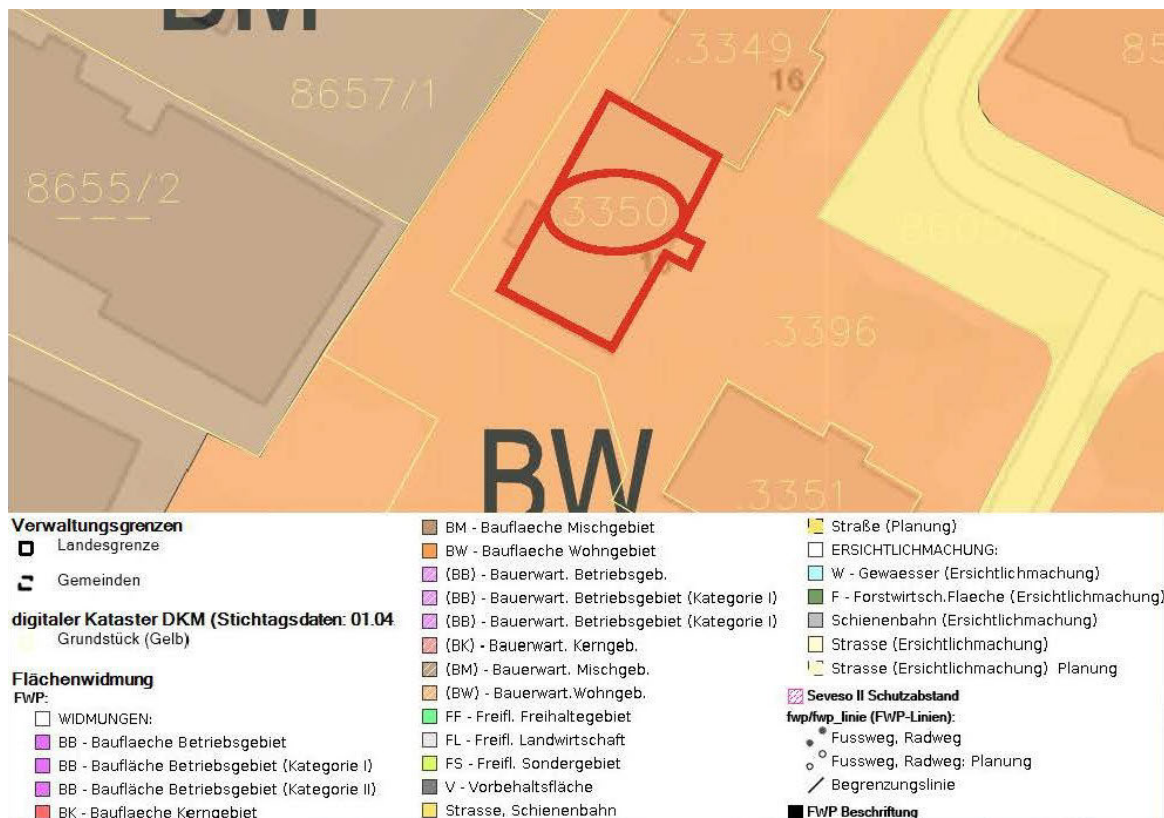 BM
.3349
16
85
8657/1
8655/2
3350
.3396
BW
.3351
Verwaltungsgrenzen
Landesgrenze
Gemeinden
digitaler Kataster DKM (Stichtagsdaten: 01.04
Grundstück (Gelb)
Flächenwidmung
FWP:
WIDMUNGEN:
BB - Bauflaeche Betriebsgebiet
BB - Baufläche Betriebsgebiet (Kategorie I)
BB - Baufläche Betriebsgebiet (Kategorie II)
BK - Bauflaeche Kerngebiet
BM - Bauflaeche Mischgebiet
BW - Bauflaeche Wohngebiet
(BB) - Bauerwart. Betriebsgeb.
(BB) - Bauerwart. Betriebsgebiet (Kategorie I)
(BB) - Bauerwart. Betriebsgebiet (Kategorie I)
(BK) - Bauerwart. Kerngeb.
(BM) - Bauerwart. Mischgeb.
(BW) - Bauerwart.Wohngeb.
FF - Freifl. Freihaltegebiet
FL - Freifl. Landwirtschaft
FS - Freifl. Sondergebiet
V - Vorbehaltsfläche
Strasse, Schienenbahn
Straße (Planung)
ERSICHTLICHMACHUNG:
W - Gewaesser (Ersichtlichmachung)
F - Forstwirtsch.Flaeche (Ersichtlichmachung)
Schienenbahn (Ersichtlichmachung)
Strasse (Ersichtlichmachung)
Strasse (Ersichtlichmachung) Planung
Seveso II Schutzabstand
fwp/fwp_linie (FWP-Linien):
Fussweg, Radweg
Fussweg, Radweg: Planung
Begrenzungslinie
FWP Beschriftung